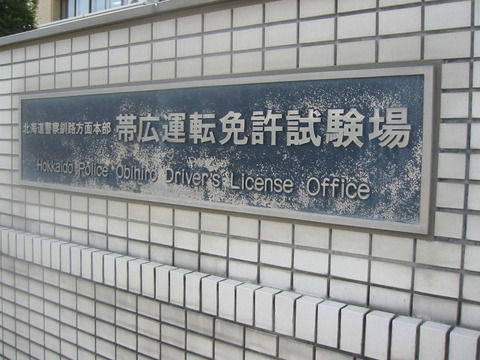 北海道警察釧路方面本部 帯広運転免許試験場
Hokkaido Police Obihiro Driver's License Office